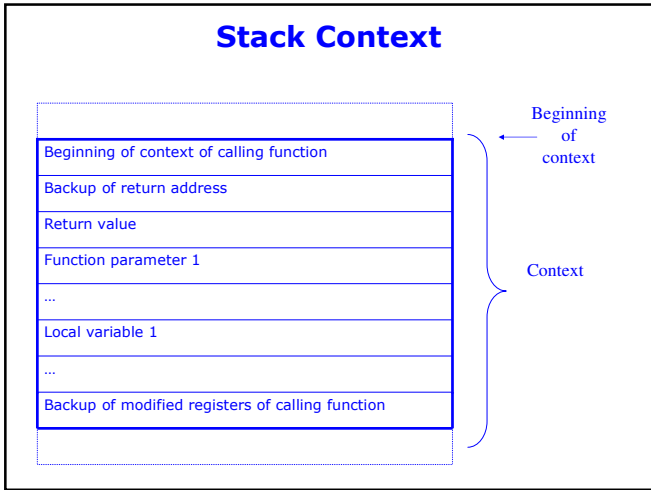 Stack Context
Beginning
of
context
Beginning of context of calling function
Backup of return address
Return value
Function parameter 1
...
Local variable 1
...
Backup of modified registers of calling function
Context